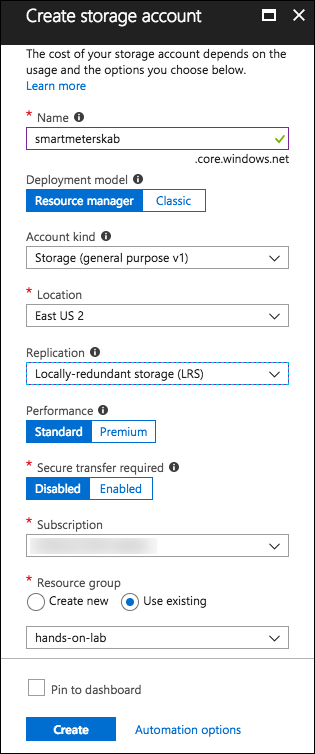 Create storage account
The cost of your storage account depends on the
usage and the options you choose below.
Learn more
* Name
smartmeterskab
.core.windows.net
Deployment model
Resource manager Classic
Account kind
Storage (general purpose v1)
* Location
East US 2
Replication
Locally-redundant storage (LRS)
Performance
Standard Premium
* Secure transfer required
Disabled Enabled
* Subscription
* Resource group
Create new Use existing
hands-on-lab
Pin to dashboard
Create Automation options